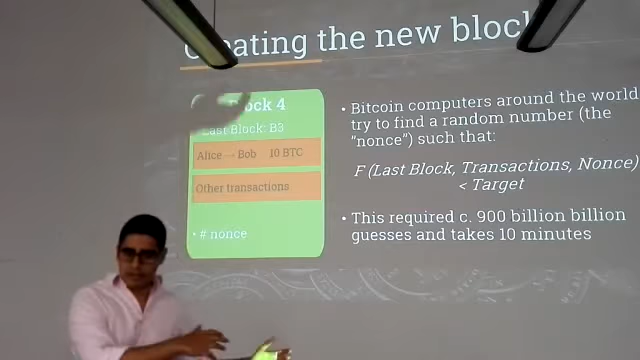 Creating the new block
Block 4
Last Block: B3
Alice → Bob 10 BTC
Other transactions
• # nonce
• Bitcoin computers around the world
try to find a random number (the
"nonce") such that:
F (Last Block, Transactions, Nonce)
< Target
• This required c. 900 billion billion
guesses and takes 10 minutes